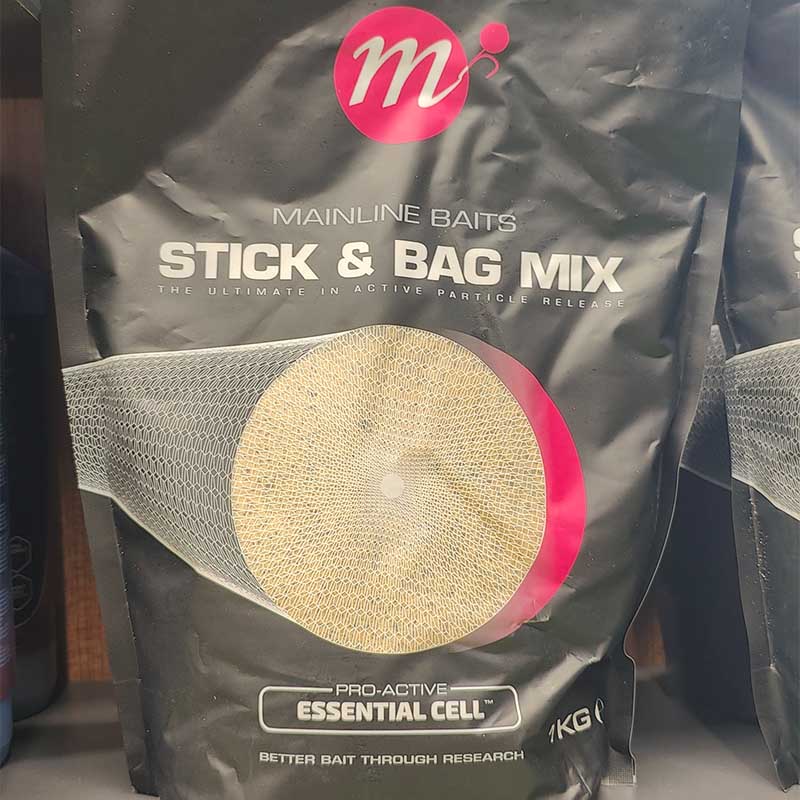 m
MAINLINE BAITS
STICK & BAG MIX
THE ULTIMATE IN ACTIVE PARTICLE RELEASE
PRO-ACTIVE
ESSENTIAL CELL™
1KG e
BETTER BAIT THROUGH RESEARCH